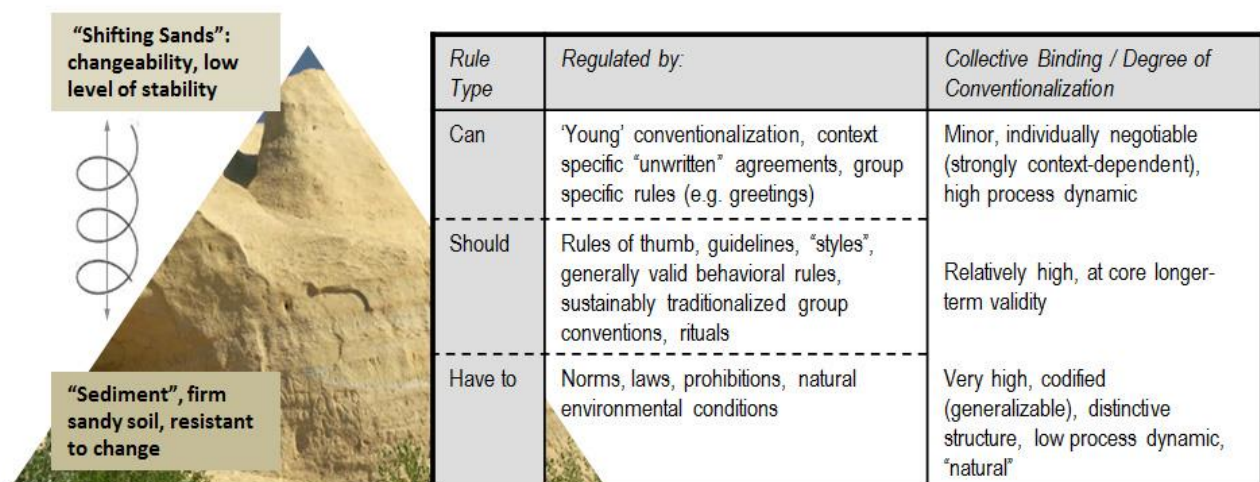 “Shifting Sands”:
changeability, low
level of stability
“Sediment”, firm
sandy soil, resistant
to change
Rule
Type
Regulated by:
Collective Binding / Degree of
Conventionalization
Can
‘Young’ conventionalization, context
specific “unwritten” agreements, group
specific rules (e.g. greetings)
Minor, individually negotiable
(strongly context-dependent),
high process dynamic
Should
Rules of thumb, guidelines, “styles”,
generally valid behavioral rules,
sustainably traditionalized group
conventions, rituals
Relatively high, at core longer-
term validity
Have to
Norms, laws, prohibitions, natural
environmental conditions
Very high, codified
(generalizable), distinctive
structure, low process dynamic,
“natural”